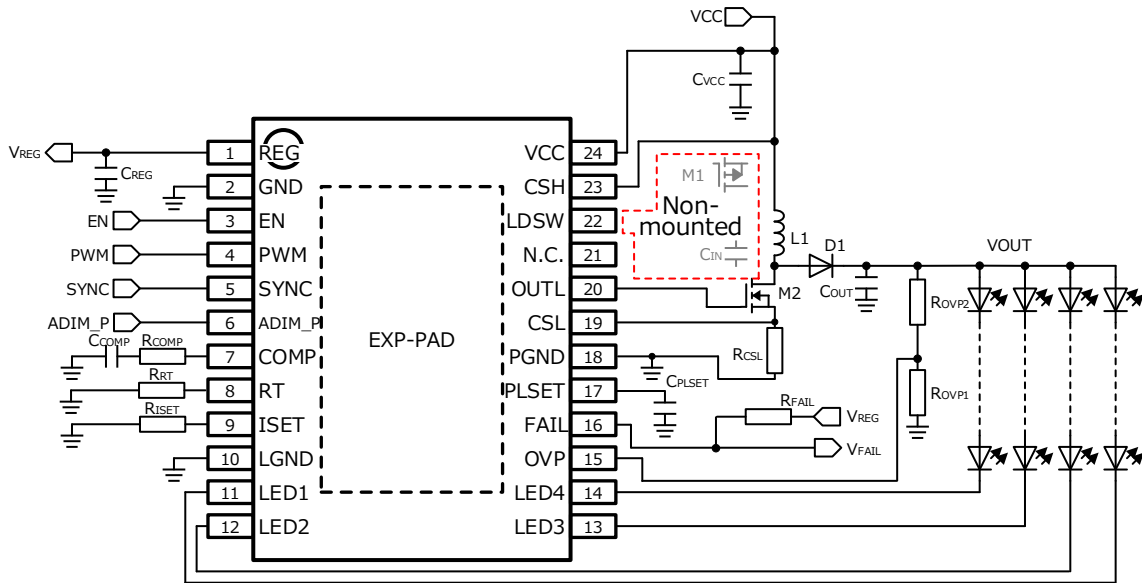 VCC
CVCC
VREG
CREG
EN
PWM
SYNC
ADIM_P
CCOMP
RCOMP
RRT
RISET
1 REG
2 GND
3 EN
4 PWM
5 SYNC
6 ADIM_P
7 COMP
8 RT
9 ISET
10 LGND
11 LED1
12 LED2
EXP-PAD
VCC 24
CSH 23
LDSW 22
N.C. 21
OUTL 20
CSL 19
PGND 18
PLSET 17
FAIL 16
OVP 15
LED4 14
LED3 13
M1
Non-
mounted
CIN
L1
D1
VOUT
M2
COUT
ROVP2
RCSL
CPLSET
ROVP1
RFAIL
VREG
VFAIL